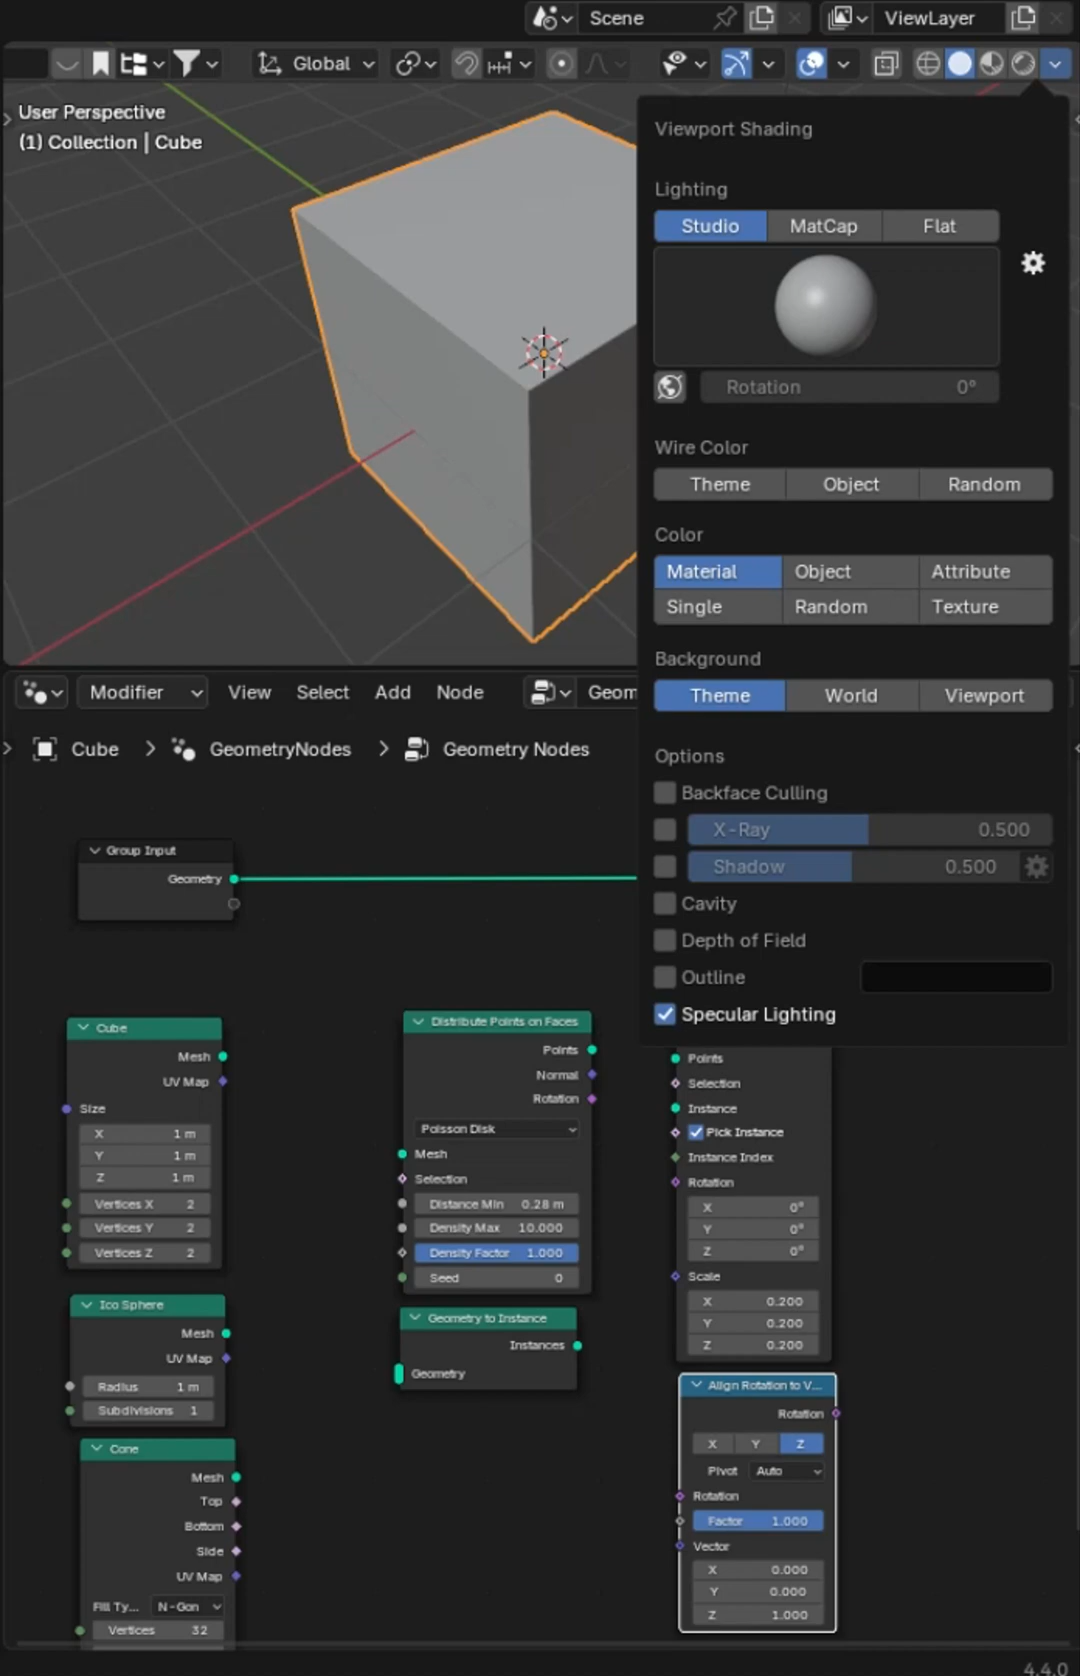 Scene
ViewLayer
Global
User Perspective
(1) Collection | Cube
Viewport Shading
Lighting
Studio MatCap Flat
Rotation 0°
Wire Color
Theme Object Random
Color
Material Object Attribute
Single Random Texture
Background
Theme World Viewport
Options
Backface Culling
X-Ray 0.500
Shadow 0.500
Cavity
Depth of Field
Outline
Specular Lighting
Modifier View Select Add Node Geom
Cube > GeometryNodes > Geometry Nodes
Group Input
Geometry
Cube
Mesh
UV Map
Size
X 1 m
Y 1 m
Z 1 m
Vertices X 2
Vertices Y 2
Vertices Z 2
Ico Sphere
Mesh
UV Map
Radius 1 m
Subdivisions 1
Cone
Mesh
Top
Bottom
Side
UV Map
Fill Ty... N-Gon
Vertices 32
Distribute Points on Faces
Points
Normal
Rotation
Poisson Disk
Mesh
Selection
Distance Min 0.28 m
Density Max 10.000
Density Factor 1.000
Seed 0
Geometry to Instance
Instances
Geometry
Points
Selection
Instance
Pick Instance
Instance Index
Rotation
X 0°
Y 0°
Z 0°
Scale
X 0.200
Y 0.200
Z 0.200
Align Rotation to V...
Rotation
X Y Z
Pivot Auto
Rotation
Factor 1.000
Vector
X 0.000
Y 0.000
Z 1.000
4.4.0